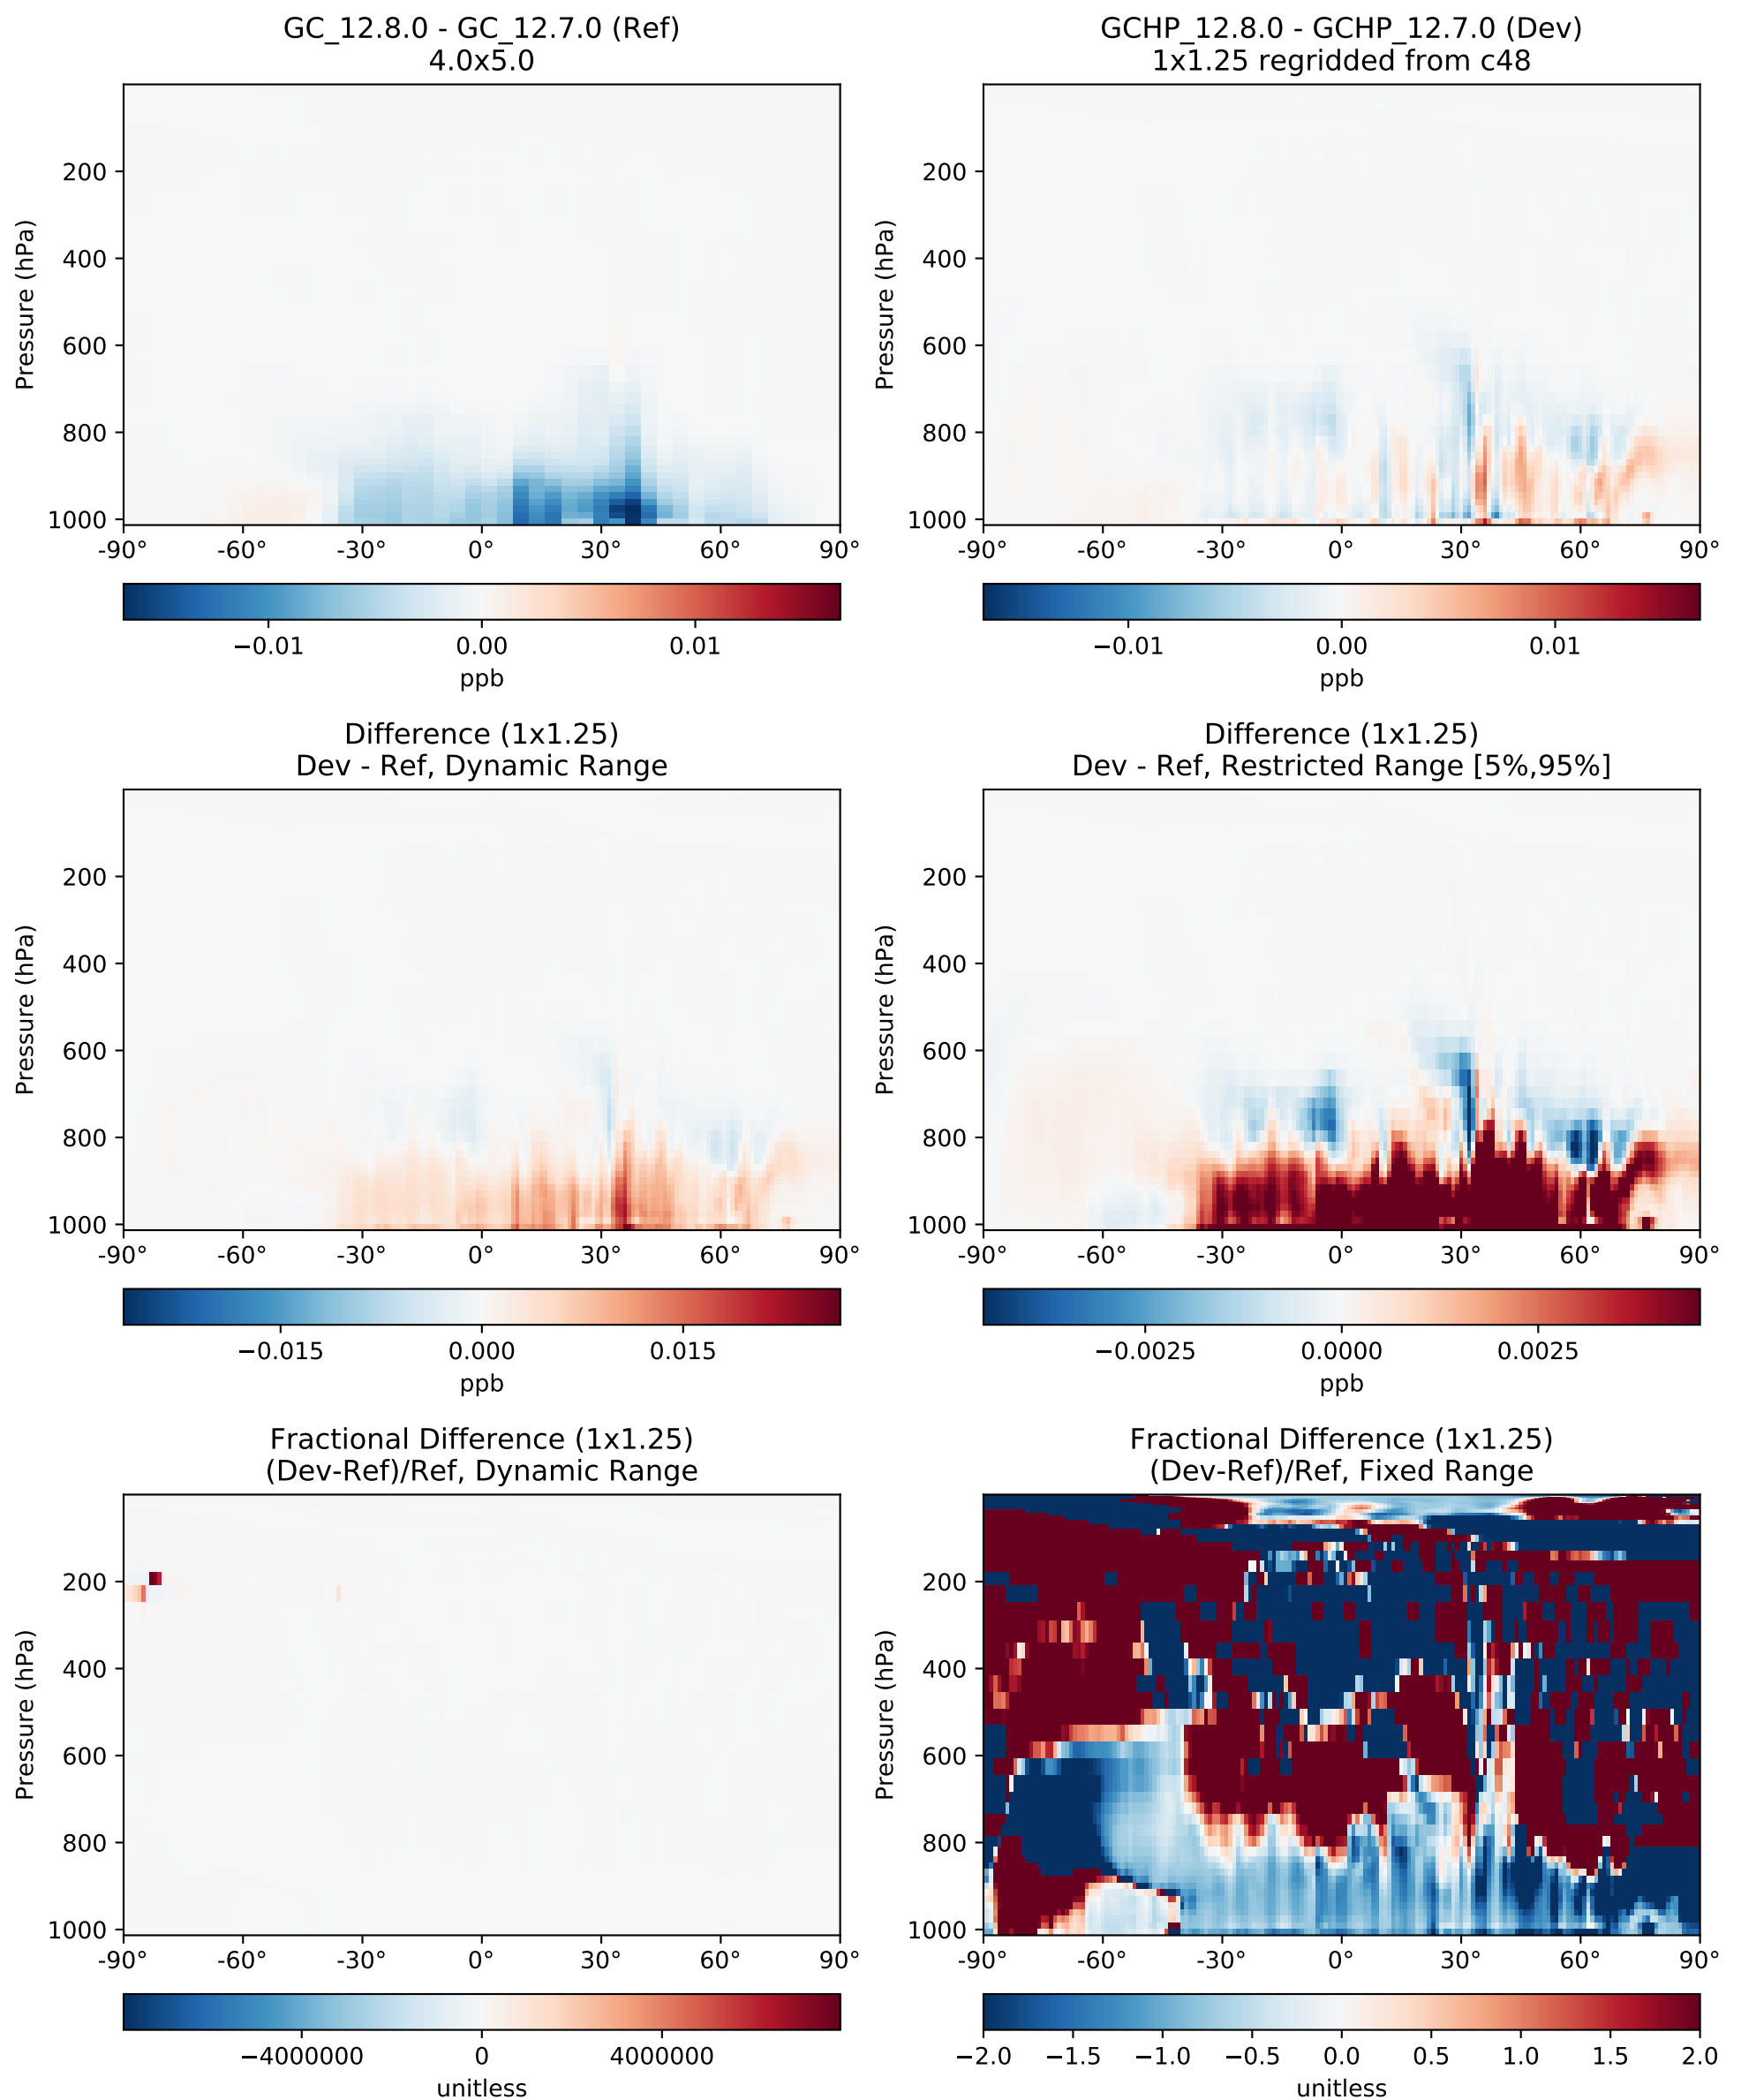 GC_12.8.0 - GC_12.7.0 (Ref)
4.0x5.0
Pressure (hPa)
200
400
600
800
1000
-90° -60° -30° 0° 30° 60° 90°
−0.01 0.00 0.01
ppb
GCHP_12.8.0 - GCHP_12.7.0 (Dev)
1x1.25 regridded from c48
Pressure (hPa)
200
400
600
800
1000
-90° -60° -30° 0° 30° 60° 90°
−0.01 0.00 0.01
ppb
Difference (1x1.25)
Dev - Ref, Dynamic Range
Pressure (hPa)
200
400
600
800
1000
-90° -60° -30° 0° 30° 60° 90°
−0.015 0.000 0.015
ppb
Difference (1x1.25)
Dev - Ref, Restricted Range [5%,95%]
Pressure (hPa)
200
400
600
800
1000
-90° -60° -30° 0° 30° 60° 90°
−0.0025 0.0000 0.0025
ppb
Fractional Difference (1x1.25)
(Dev-Ref)/Ref, Dynamic Range
Pressure (hPa)
200
400
600
800
1000
-90° -60° -30° 0° 30° 60° 90°
−4000000 0 4000000
unitless
Fractional Difference (1x1.25)
(Dev-Ref)/Ref, Fixed Range
Pressure (hPa)
200
400
600
800
1000
-90° -60° -30° 0° 30° 60° 90°
−2.0 −1.5 −1.0 −0.5 0.0 0.5 1.0 1.5 2.0
unitless